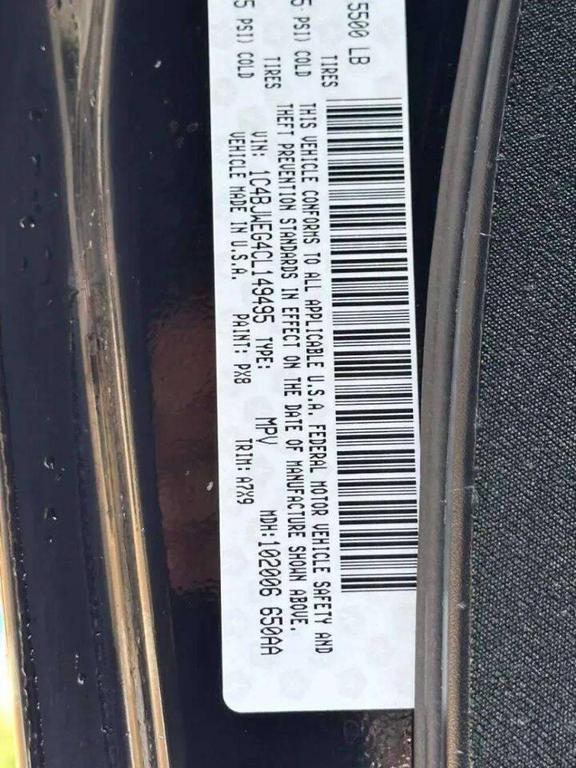 5500 LB
TIRES
5 PSI) COLD
TIRES
5 PSI) COLD
THIS VEHICLE CONFORMS TO ALL APPLICABLE U.S.A. FEDERAL MOTOR VEHICLE SAFETY AND
THEFT PREVENTION STANDARDS IN EFFECT ON THE DATE OF MANUFACTURE SHOWN ABOVE.
VIN: 1C4BJWEG4CL149495 TYPE: MPV MDH:102006 650AA
VEHICLE MADE IN U.S.A. PAINT: PX8 TRIM: A7X9